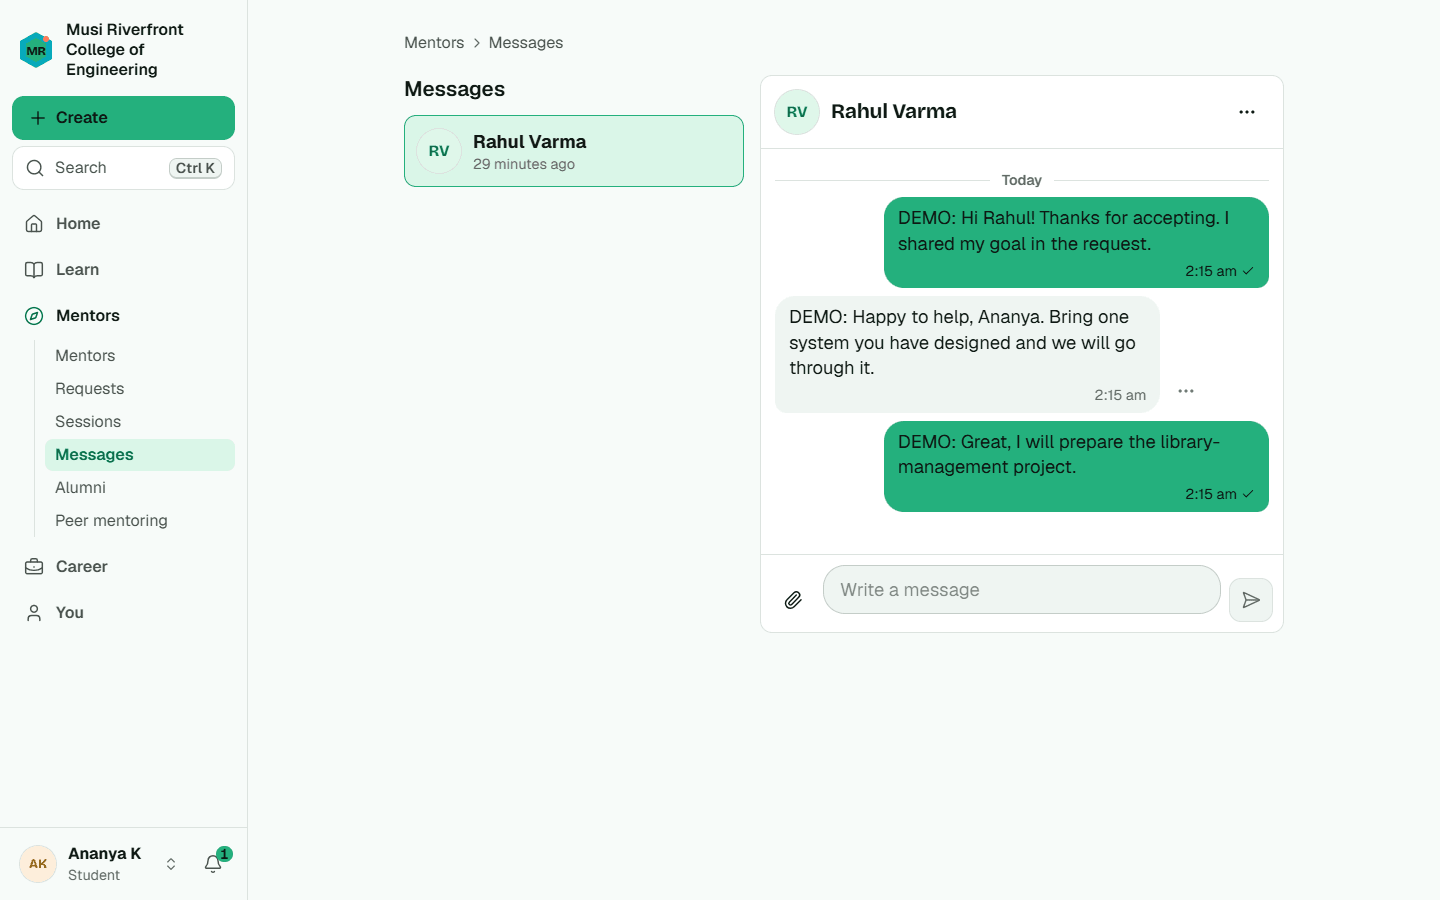 MR
Musi Riverfront
College of
Engineering
Create
Search
Ctrl K
Home
Learn
Mentors
Mentors
Requests
Sessions
Messages
Alumni
Peer mentoring
Career
You
AK
Ananya K
Student
1
Mentors > Messages
Messages
RV
Rahul Varma
29 minutes ago
RV
Rahul Varma
Today
DEMO: Hi Rahul! Thanks for accepting. I
shared my goal in the request.
2:15 am
DEMO: Happy to help, Ananya. Bring one
system you have designed and we will go
through it.
2:15 am
DEMO: Great, I will prepare the library-
management project.
2:15 am
Write a message